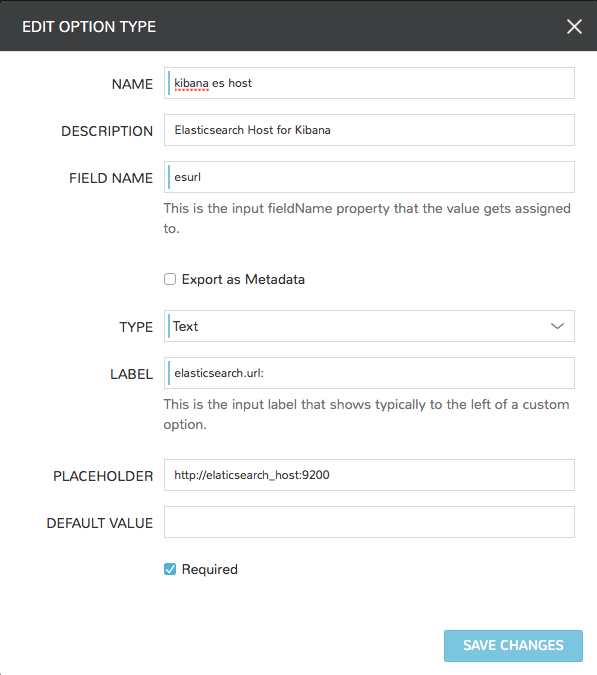 EDIT OPTION TYPE
NAME kibana es host
DESCRIPTION Elasticsearch Host for Kibana
FIELD NAME esurl
This is the input fieldName property that the value gets assigned
to.
Export as Metadata
TYPE Text
LABEL elasticsearch.url:
This is the input label that shows typically to the left of a custom
option.
PLACEHOLDER http://elaticsearch_host:9200
DEFAULT VALUE
Required
SAVE CHANGES